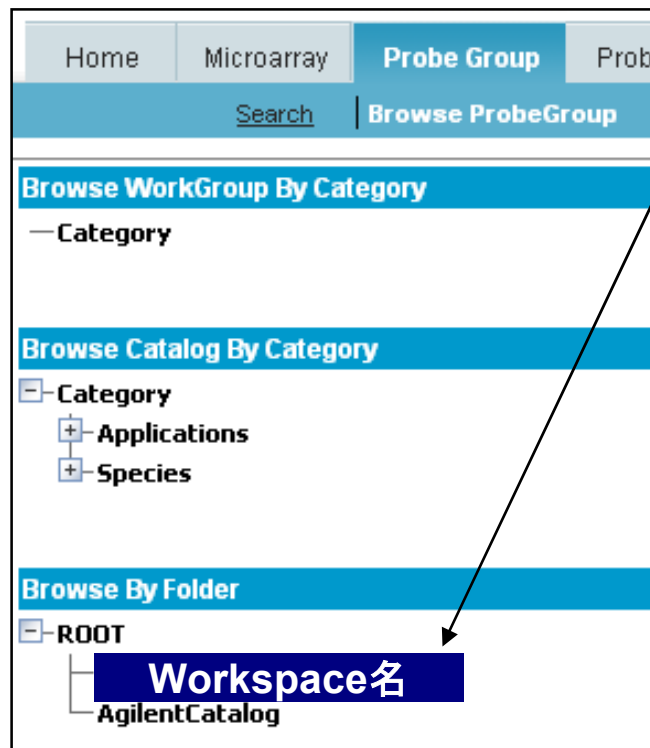 Home Microarray Probe Group Prob
Search Browse ProbeGroup
Browse WorkGroup By Category
Category
Browse Catalog By Category
Category
Applications
Species
Browse By Folder
ROOT
Workspace名
AgilentCatalog